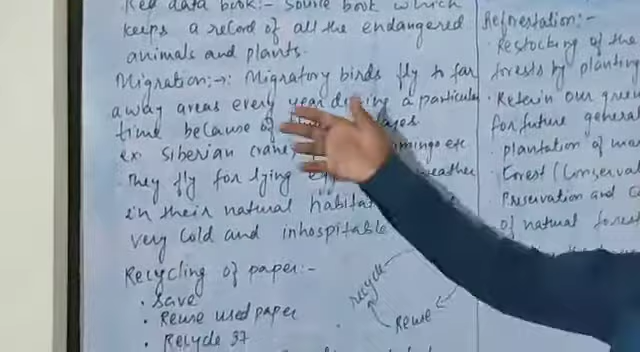 Red data book:- Source book which
keeps a record of all the endangered
animals and plants.
Migration:→: Migratory birds fly to far
away areas every year during a particular
time because of
ex Siberian crane, etc
They fly for lying weather
in their natural habitat
very cold and inhospitable
Recycling of paper:-
• Save
• Reuse used paper
• Recycle it
recycle
Reuse
Reforestation:-
Restocking of the
forests by planting
• Retain our green
for future genera
• plantation of ma
• Forest (Conserva
Preservation and
of natural forest